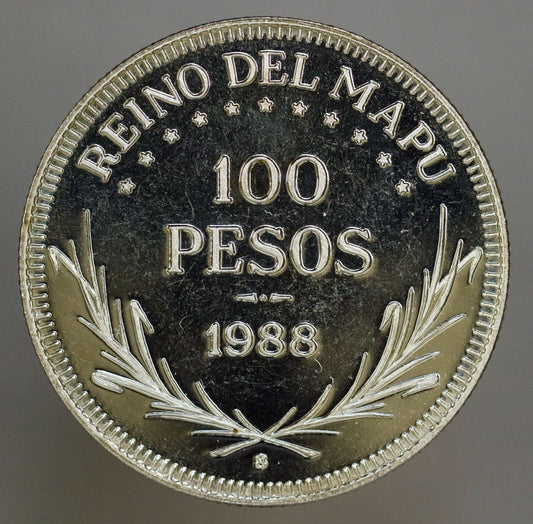 REINO DEL MAPU
100
PESOS
1988